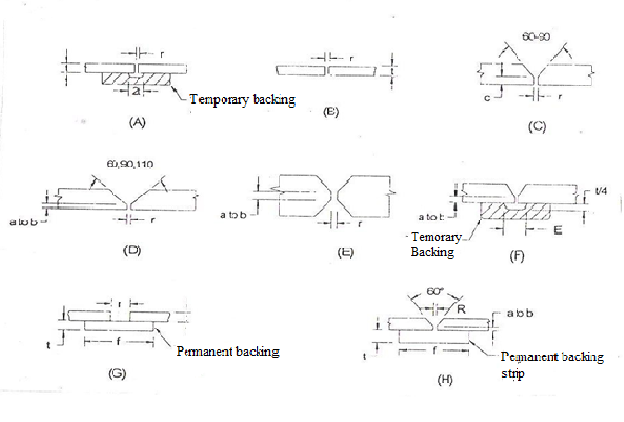 r
a
Temporary backing
(A)
r
(B)
60-90
c
r
(C)
60,90,110
a to b
r
(D)
a to b
r
(E)
t/4
a to b
Temorary
Backing
E
(F)
r
t
f
Permanent backing
(G)
60°
R
a to b
t
f
Permanent backing
strip
(H)